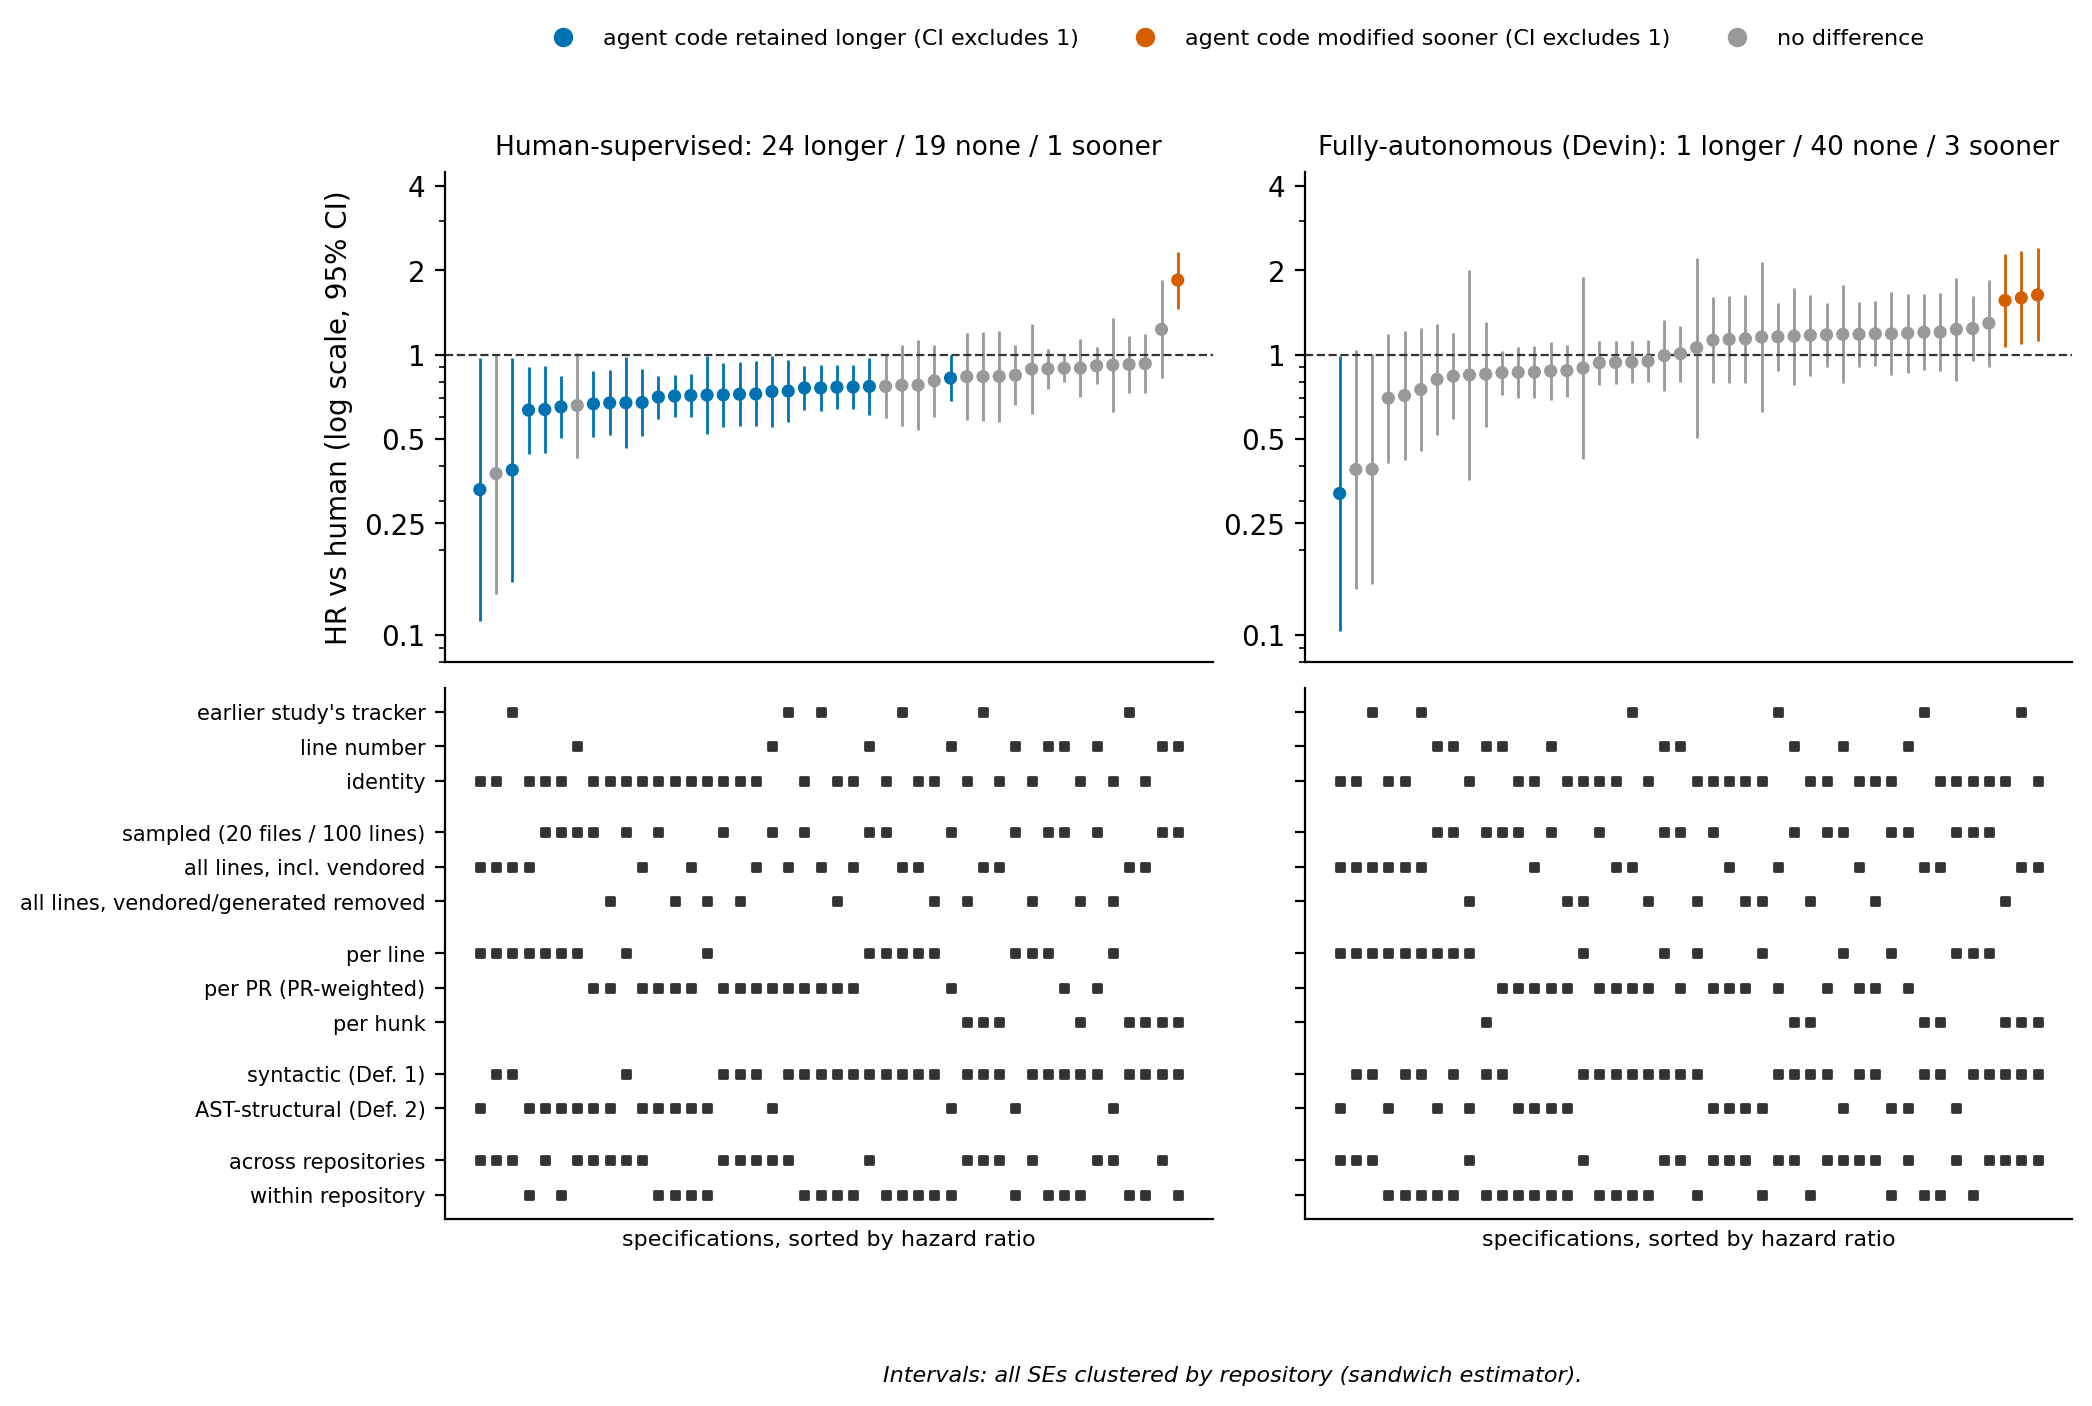 agent code retained longer (CI excludes 1)
agent code modified sooner (CI excludes 1)
no difference
Human-supervised: 24 longer / 19 none / 1 sooner
Fully-autonomous (Devin): 1 longer / 40 none / 3 sooner
HR vs human (log scale, 95% CI)
4
2
1
0.5
0.25
0.1
4
2
1
0.5
0.25
0.1
earlier study's tracker
line number
identity
sampled (20 files / 100 lines)
all lines, incl. vendored
all lines, vendored/generated removed
per line
per PR (PR-weighted)
per hunk
syntactic (Def. 1)
AST-structural (Def. 2)
across repositories
within repository
specifications, sorted by hazard ratio
specifications, sorted by hazard ratio
Intervals: all SEs clustered by repository (sandwich estimator).